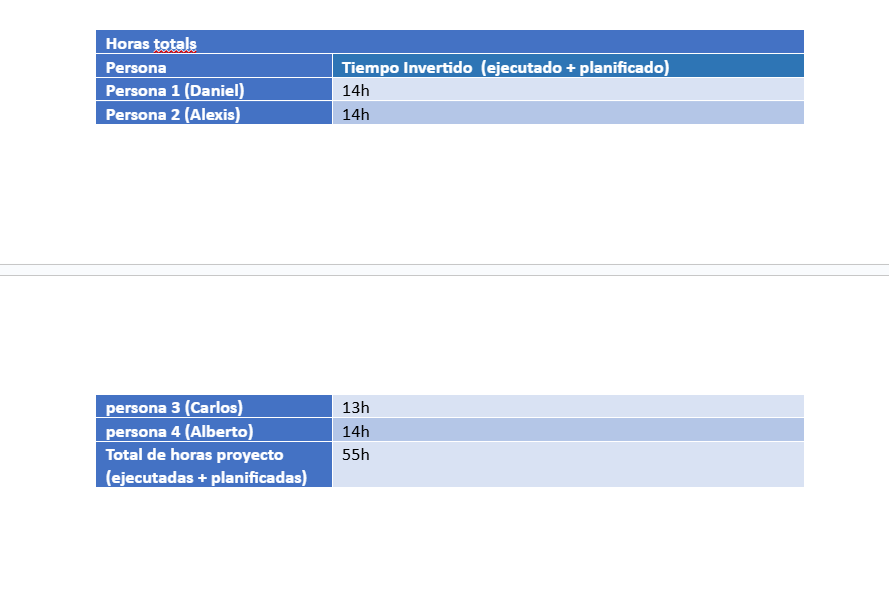 Horas totals
Persona Tiempo Invertido (ejecutado + planificado)
Persona 1 (Daniel) 14h
Persona 2 (Alexis) 14h
persona 3 (Carlos) 13h
persona 4 (Alberto) 14h
Total de horas proyecto 55h
(ejecutadas + planificadas)